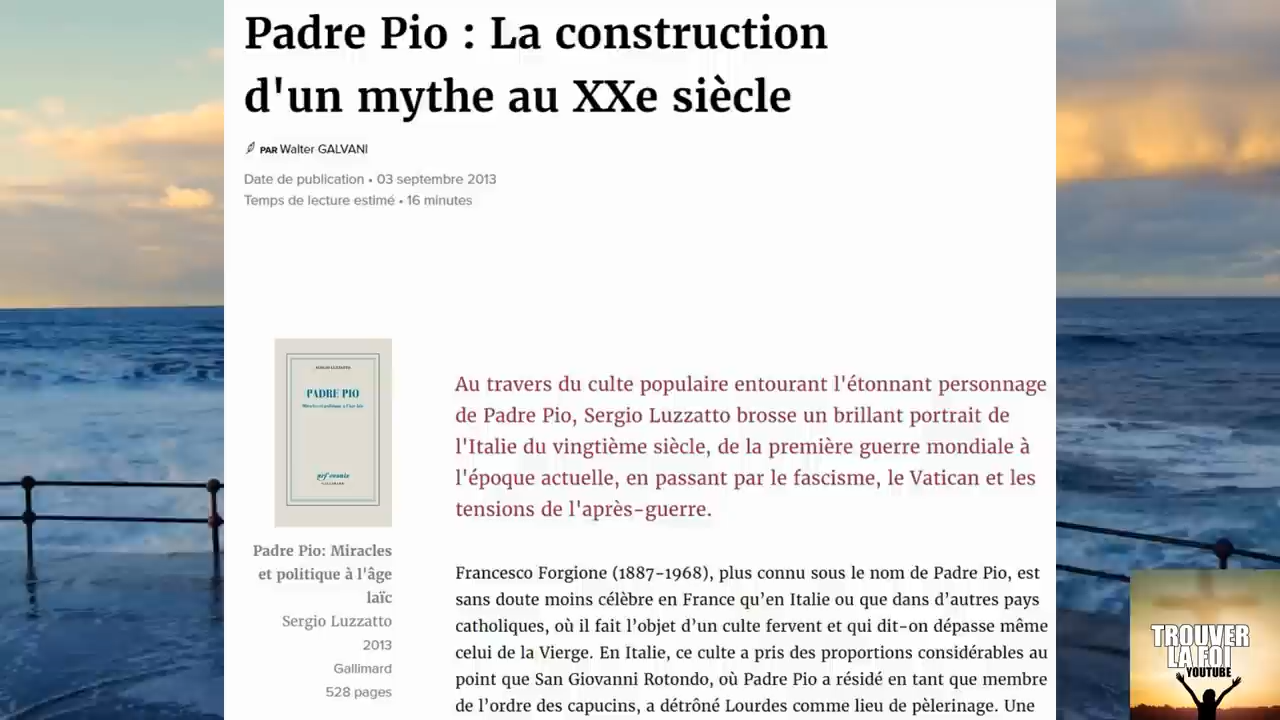 Padre Pio : La construction
d'un mythe au XXe siècle
PAR Walter GALVANI
Date de publication • 03 septembre 2013
Temps de lecture estimé • 16 minutes
SERGIO LUZZATTO
PADRE PIO
Miracles et politique à l'âge laïc
nrf essais
GALLIMARD
Padre Pio: Miracles
et politique à l'âge
laïc
Sergio Luzzatto
2013
Gallimard
528 pages
Au travers du culte populaire entourant l'étonnant personnage
de Padre Pio, Sergio Luzzatto brosse un brillant portrait de
l'Italie du vingtième siècle, de la première guerre mondiale à
l'époque actuelle, en passant par le fascisme, le Vatican et les
tensions de l'après-guerre.
Francesco Forgione (1887-1968), plus connu sous le nom de Padre Pio, est
sans doute moins célèbre en France qu’en Italie ou que dans d’autres pays
catholiques, où il fait l’objet d’un culte fervent et qui dit-on dépasse même
celui de la Vierge. En Italie, ce culte a pris des proportions considérables au
point que San Giovanni Rotondo, où Padre Pio a résidé en tant que membre
de l’ordre des capucins, a détrôné Lourdes comme lieu de pèlerinage. Une
TROUVER
LA FOI
YOUTUBE